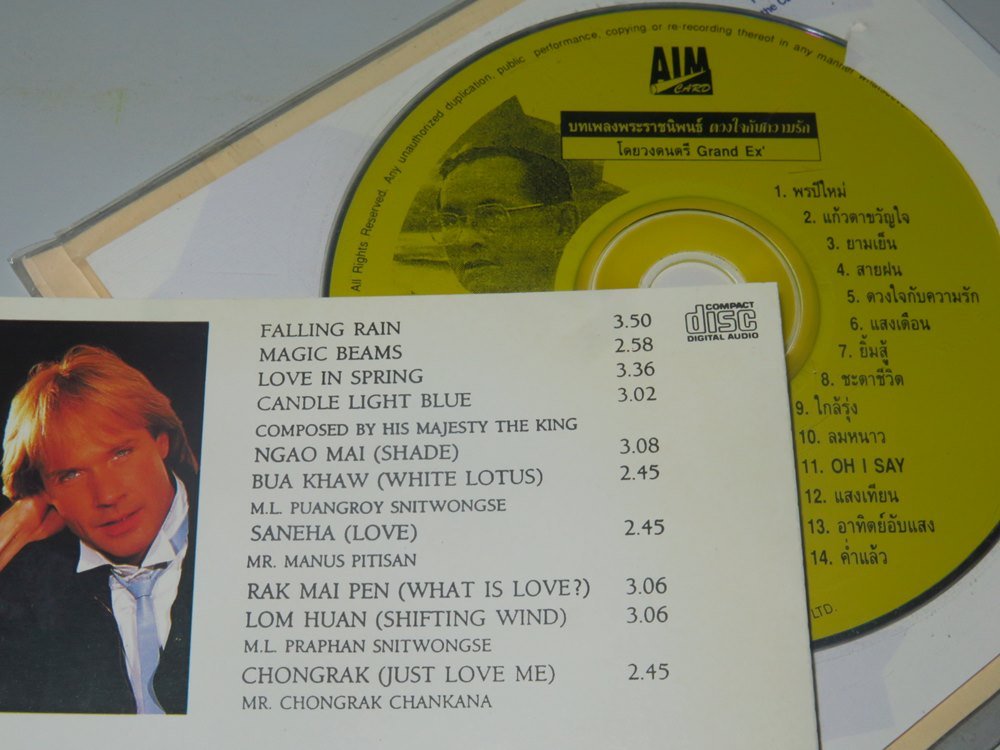 All Rights Reserved. Any unauthorized duplication, public performance, copying or re-recording thereof in any manner
AIM
CARD
บทเพลงพระราชนิพนธ์ ดวงใจกับความรัก
โดยวงดนตรี Grand Ex'
1. พรปีใหม่
2. แก้วตาขวัญใจ
3. ยามเย็น
4. สายฝน
5. ดวงใจกับความรัก
6. แสงเดือน
7. ยิ้มสู้
8. ชะตาชีวิต
9. ใกล้รุ่ง
10. ลมหนาว
11. OH I SAY
12. แสงเทียน
13. อาทิตย์อับแสง
14. ค่ำแล้ว
LTD.
COMPACT
disc
DIGITAL AUDIO
FALLING RAIN 3.50
MAGIC BEAMS 2.58
LOVE IN SPRING 3.36
CANDLE LIGHT BLUE 3.02
COMPOSED BY HIS MAJESTY THE KING
NGAO MAI (SHADE) 3.08
BUA KHAW (WHITE LOTUS) 2.45
M.L. PUANGROY SNITWONGSE
SANEHA (LOVE) 2.45
MR. MANUS PITISAN
RAK MAI PEN (WHAT IS LOVE?) 3.06
LOM HUAN (SHIFTING WIND) 3.06
M.L. PRAPHAN SNITWONGSE
CHONGRAK (JUST LOVE ME) 2.45
MR. CHONGRAK CHANKANA